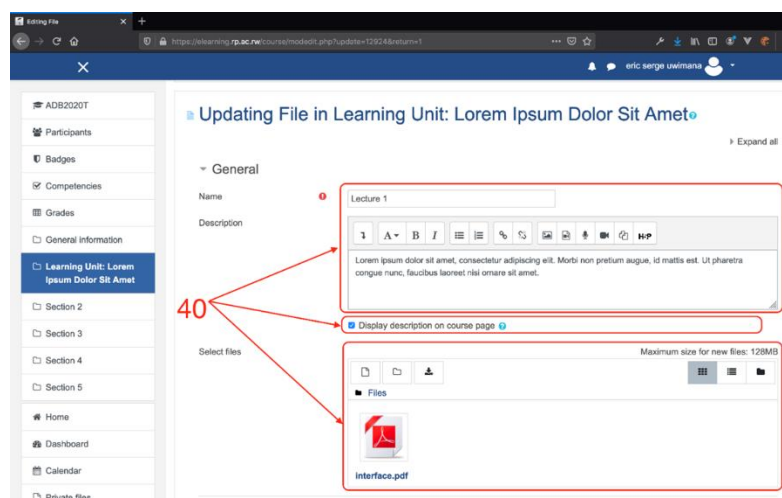 Editing File
https://elearning.rp.ac.rw/course/modedit.php?update=12924&return=1
eric serge uwimana
ADB2020T
Participants
Badges
Competencies
Grades
General information
Learning Unit: Lorem
Ipsum Dolor Sit Amet
Section 2
Section 3
Section 4
Section 5
Home
Dashboard
Calendar
Private files
Updating File in Learning Unit: Lorem Ipsum Dolor Sit Amet
Expand all
General
Name
Lecture 1
Description
A B I H-P
Lorem ipsum dolor sit amet, consectetur adipiscing elit. Morbi non pretium augue, id mattis est. Ut pharetra
congue nunc, faucibus laoreet nisi ornare sit amet.
40
Display description on course page
Select files
Maximum size for new files: 128MB
Files
interface.pdf